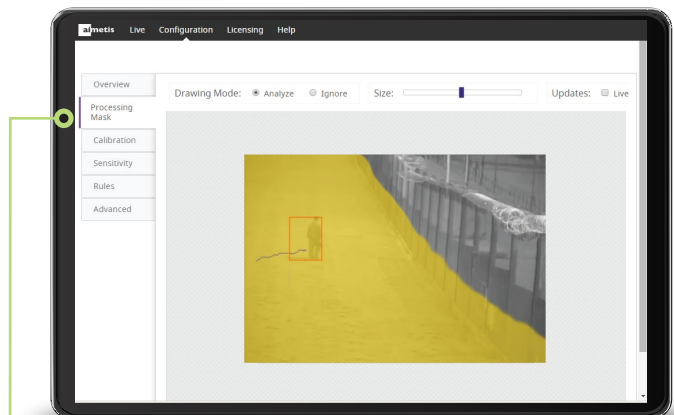 aimetis Live Configuration Licensing Help
Overview
Drawing Mode: Analyze Ignore Size: Updates: Live
Processing
Mask
Calibration
Sensitivity
Rules
Advanced